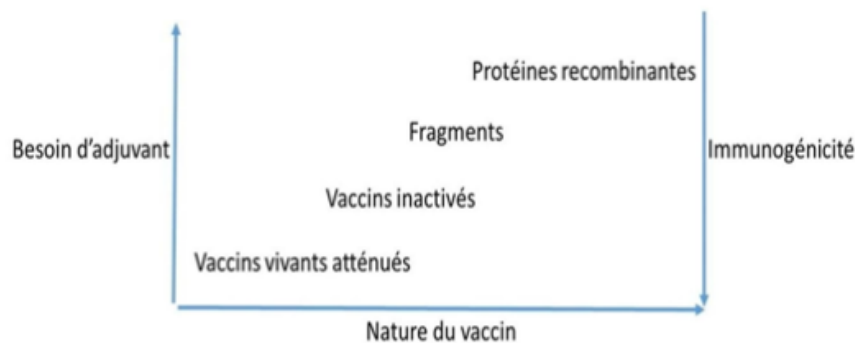 Protéines recombinantes
Fragments
Besoin d'adjuvant
Immunogénicité
Vaccins inactivés
Vaccins vivants atténués
Nature du vaccin